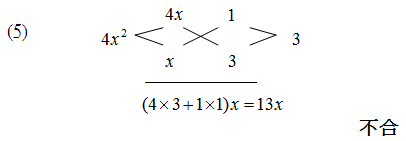 4x 1
(5) 4x² 3
x 3
(4×3+1×1)x=13x
不合